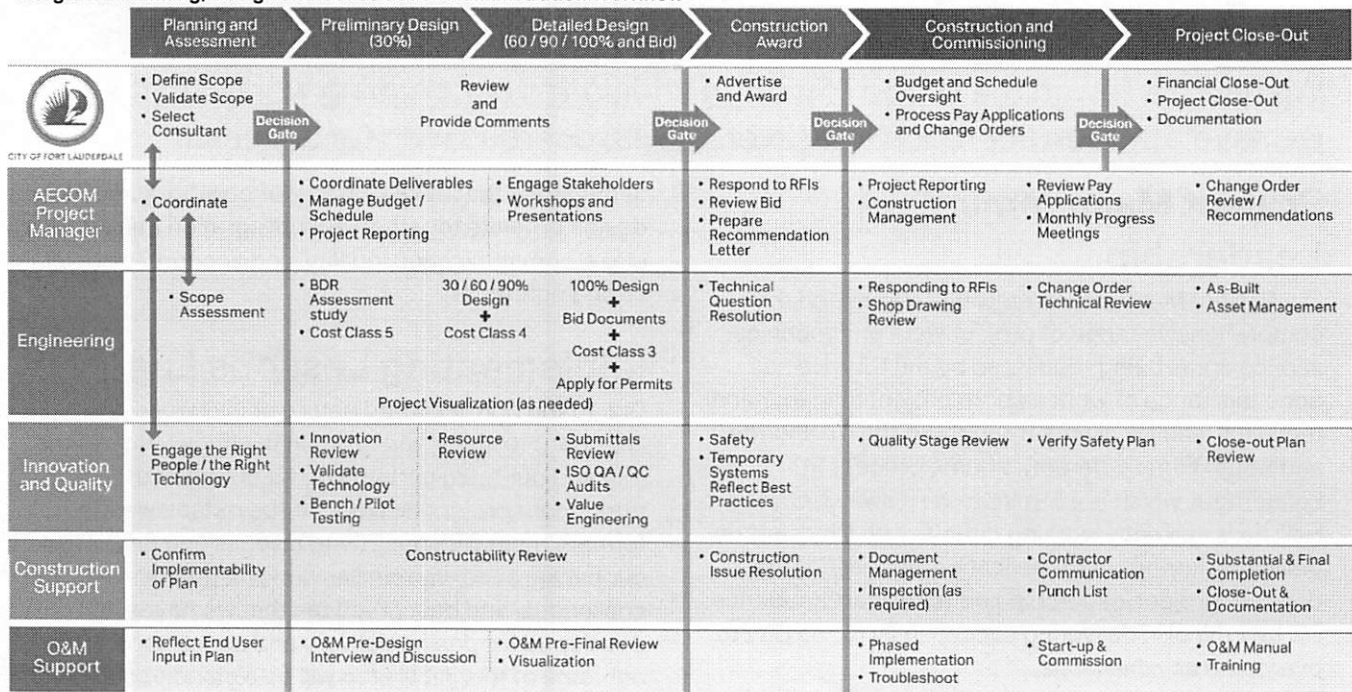 Planning and
Assessment
Preliminary Design
(30%)
Detailed Design
(60 / 90 / 100% and Bid)
Construction
Award
Construction and
Commissioning
Project Close-Out
CITY OF FORT LAUDERDALE
• Define Scope
• Validate Scope
• Select
Consultant
Decision
Gate
Review
and
Provide Comments
Decision
Gate
• Advertise
and Award
Decision
Gate
• Budget and Schedule
Oversight
• Process Pay Applications
and Change Orders
Decision
Gate
• Financial Close-Out
• Project Close-Out
• Documentation
AECOM
Project
Manager
• Coordinate
• Coordinate Deliverables
• Manage Budget /
Schedule
• Project Reporting
• Engage Stakeholders
• Workshops and
Presentations
• Respond to RFIs
• Review Bid
• Prepare
Recommendation
Letter
• Project Reporting
• Construction
Management
• Review Pay
Applications
• Monthly Progress
Meetings
• Change Order
Review /
Recommendations
Engineering
• Scope
Assessment
• BDR
Assessment
study
• Cost Class 5
30 / 60 / 90%
Design
+
Cost Class 4
100% Design
+
Bid Documents
+
Cost Class 3
+
Apply for Permits
Project Visualization (as needed)
• Technical
Question
Resolution
• Responding to RFIs
• Shop Drawing
Review
• Change Order
Technical Review
• As-Built
• Asset Management
Innovation
and Quality
• Engage the Right
People / the Right
Technology
• Innovation
Review
• Validate
Technology
• Bench / Pilot
Testing
• Resource
Review
• Submittals
Review
• ISO QA / QC
Audits
• Value
Engineering
• Safety
• Temporary
Systems
Reflect Best
Practices
• Quality Stage Review
• Verify Safety Plan
• Close-out Plan
Review
Construction
Support
• Confirm
Implementability
of Plan
Constructability Review
• Construction
Issue Resolution
• Document
Management
• Inspection (as
required)
• Contractor
Communication
• Punch List
• Substantial & Final
Completion
• Close-Out &
Documentation
O&M
Support
• Reflect End User
Input in Plan
• O&M Pre-Design
Interview and Discussion
• O&M Pre-Final Review
• Visualization
• Phased
Implementation
• Troubleshoot
• Start-up &
Commission
• O&M Manual
• Training